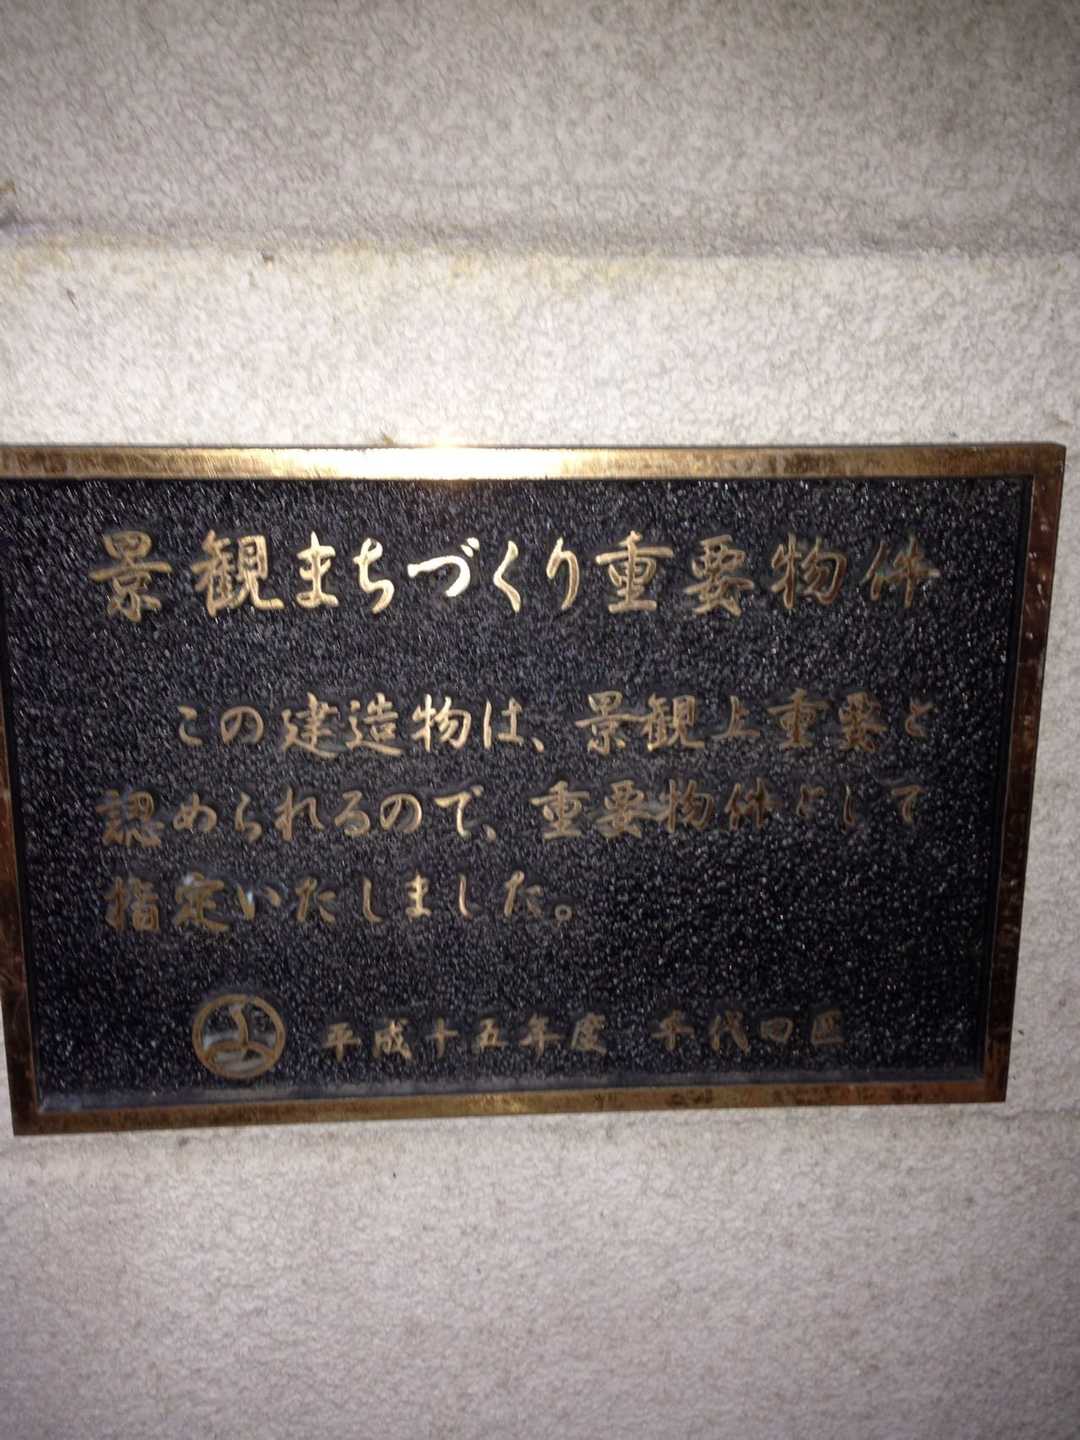 景観まちづくり重要物件
この建造物は、景観上重要と
認められるので、重要物件として
指定いたしました。
平成十五年度 千代田区